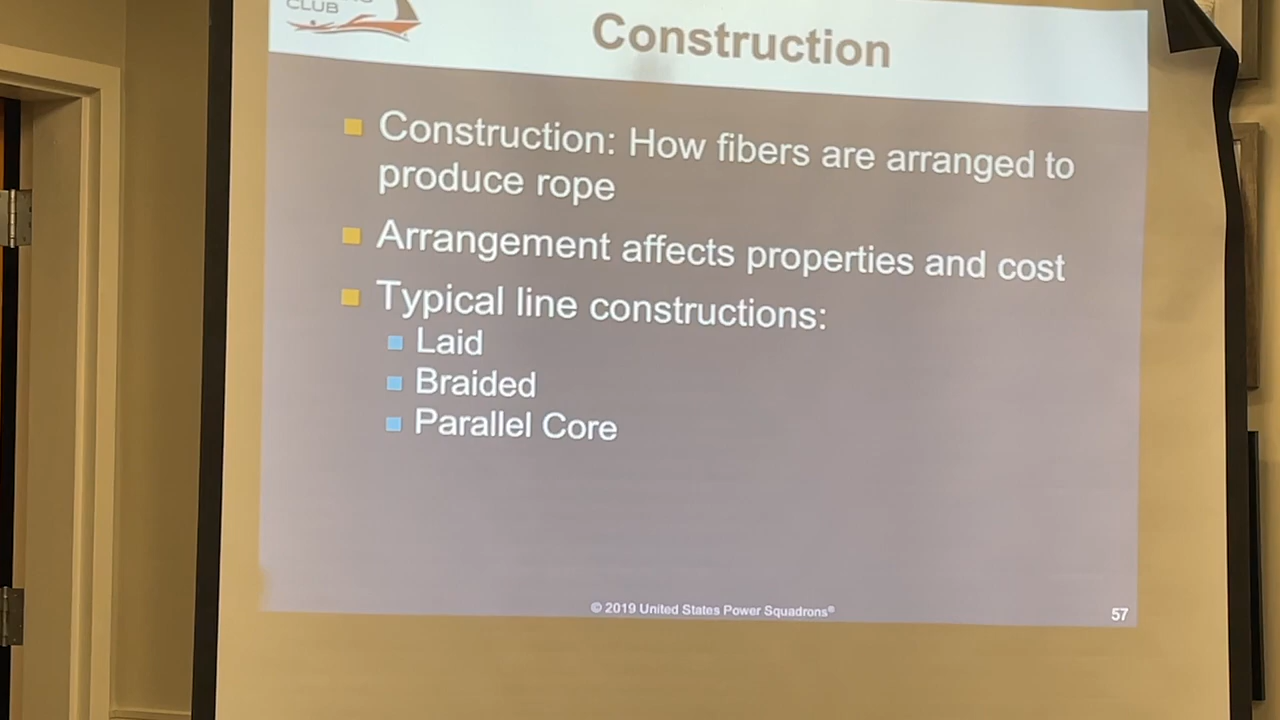 CLUB
Construction
Construction: How fibers are arranged to
produce rope
Arrangement affects properties and cost
Typical line constructions:
Laid
Braided
Parallel Core
© 2019 United States Power Squadrons®
57